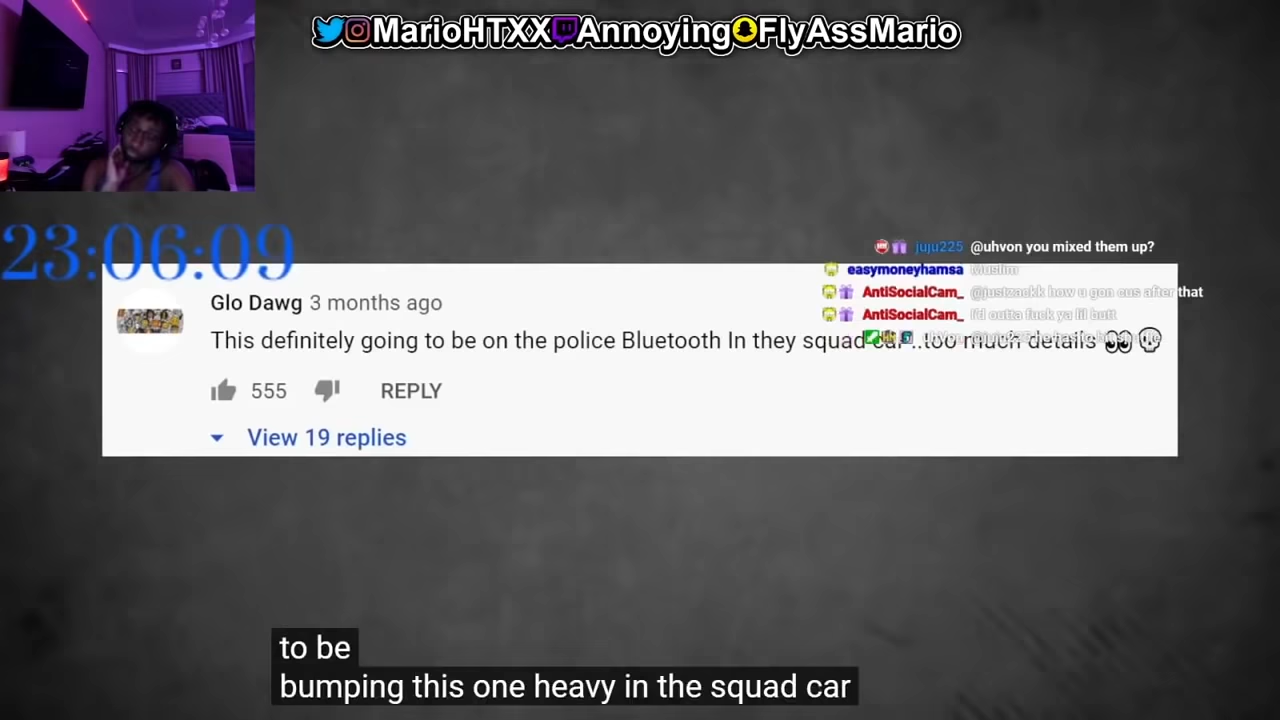 MarioHTXX Annoying FlyAssMario
23:06:09
juju225 @uhvon you mixed them up?
easymoneyhamsa Muslim
AntiSocialCam_ @justzackk how u gon cus after that
AntiSocialCam_ I'd outta fuck ya lil butt
Glo Dawg 3 months ago
This definitely going to be on the police Bluetooth In they squad car ..too much details 👀💀
555 REPLY
View 19 replies
to be
bumping this one heavy in the squad car